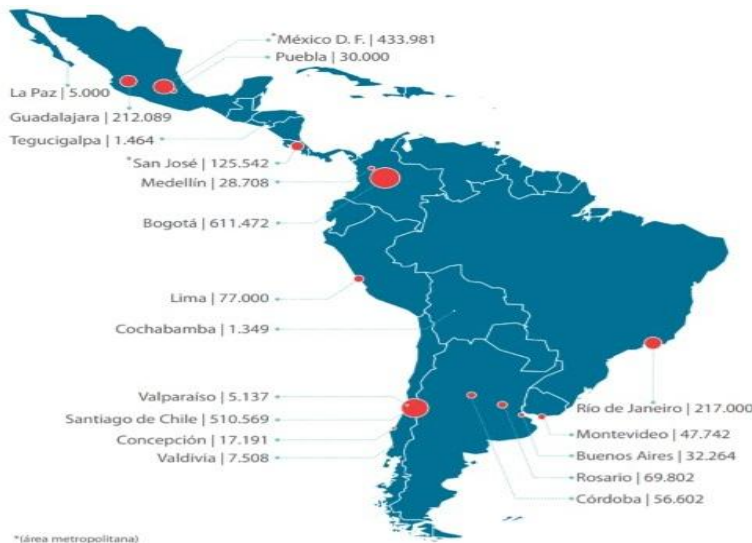 *México D. F. | 433.981
Puebla | 30.000
La Paz | 5.000
Guadalajara | 212.089
Tegucigalpa | 1.464
*San José | 125.542
Medellín | 28.708
Bogotá | 611.472
Lima | 77.000
Cochabamba | 1.349
Valparaíso | 5.137
Santiago de Chile | 510.569
Concepción | 17.191
Valdivia | 7.508
Río de Janeiro | 217.000
Montevideo | 47.742
Buenos Aires | 32.264
Rosario | 69.802
Córdoba | 56.602
*(área metropolitana)